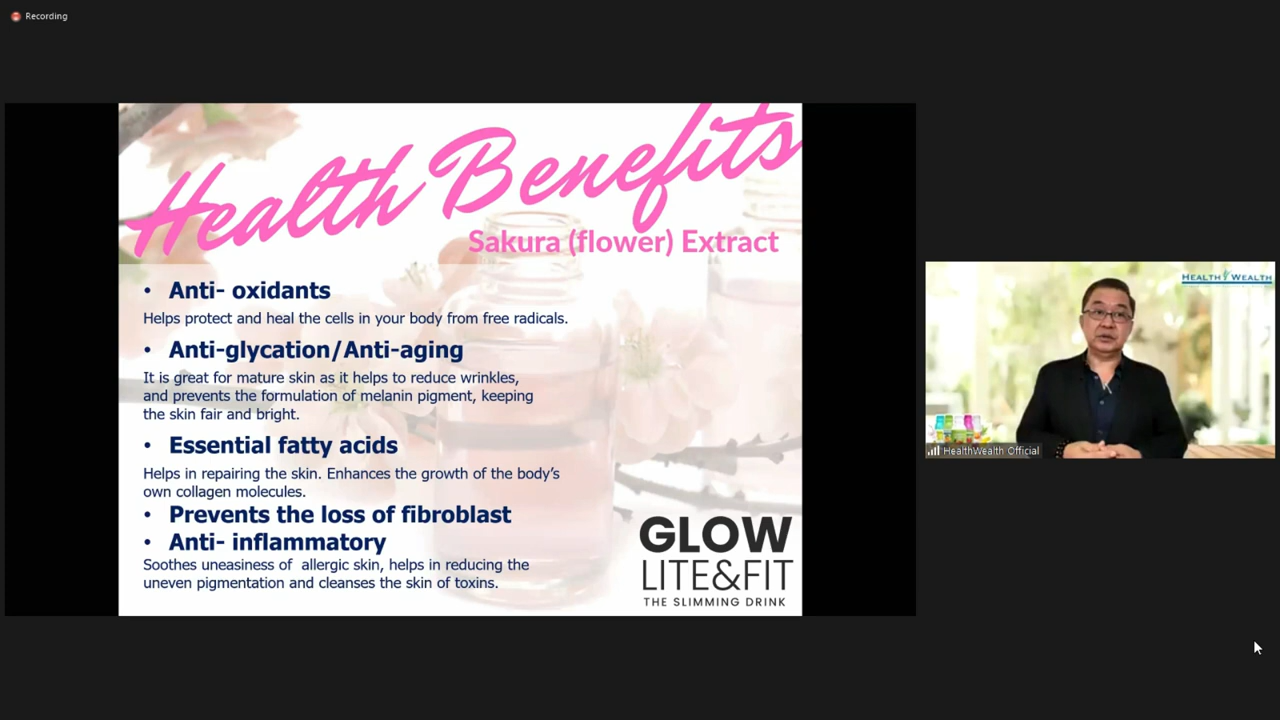 Recording
Health Benefits
Sakura (flower) Extract
• Anti- oxidants
Helps protect and heal the cells in your body from free radicals.
• Anti-glycation/Anti-aging
It is great for mature skin as it helps to reduce wrinkles,
and prevents the formulation of melanin pigment, keeping
the skin fair and bright.
• Essential fatty acids
Helps in repairing the skin. Enhances the growth of the body's
own collagen molecules.
• Prevents the loss of fibroblast
• Anti- inflammatory
Soothes uneasiness of  allergic skin, helps in reducing the
uneven pigmentation and cleanses the skin of toxins.
GLOW
LITE&FIT
THE SLIMMING DRINK
HEALTH WEALTH
HealthWealth Official